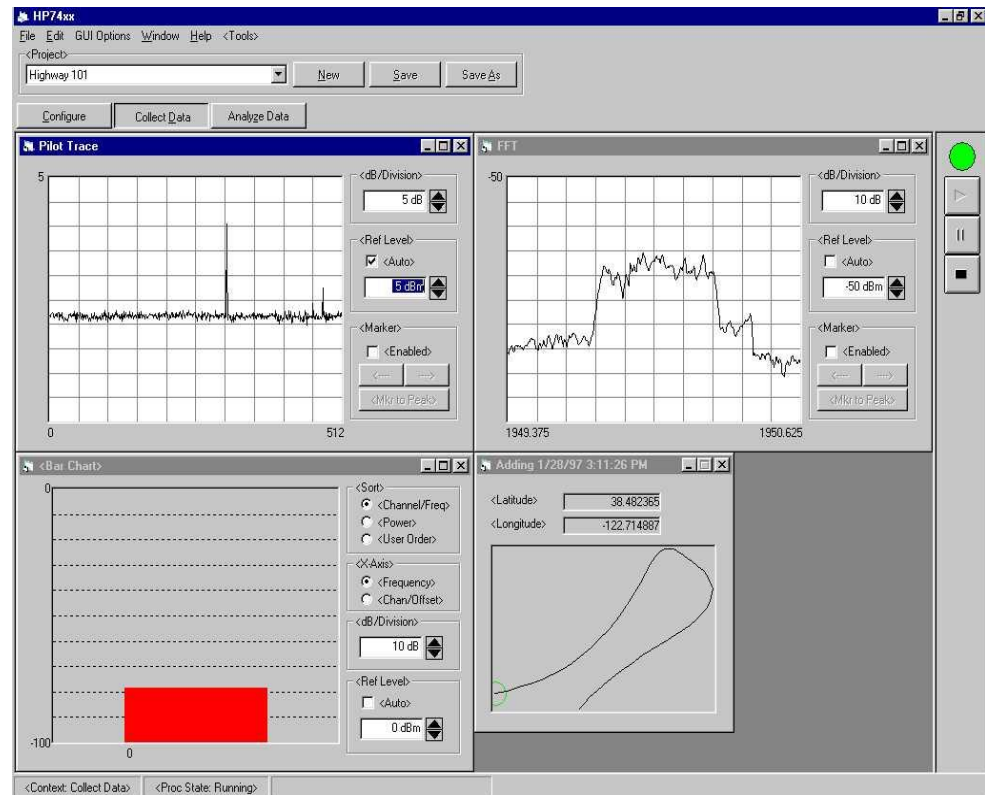 HP74xx
File Edit GUI Options Window Help <Tools>
<Project>
Highway 101
New Save Save As
Configure Collect Data Analyze Data
Pilot Trace
5
<dB/Division>
5 dB
<Ref Level>
<Auto>
5 dBm
<Marker>
<Enabled>
<---- ---->
<Mkr to Peak>
0 512
FFT
-50
<dB/Division>
10 dB
<Ref Level>
<Auto>
-50 dBm
<Marker>
<Enabled>
<---- ---->
<Mkr to Peak>
1949.375 1950.625
<Bar Chart>
0
-100
0
<Sort>
<Channel/Freq>
<Power>
<User Order>
<X-Axis>
<Frequency>
<Chan/Offset>
<dB/Division>
10 dB
<Ref Level>
<Auto>
0 dBm
Adding 1/28/97 3:11:26 PM
<Latitude> 38.482365
<Longitude> -122.714887
<Context: Collect Data> <Proc State: Running>